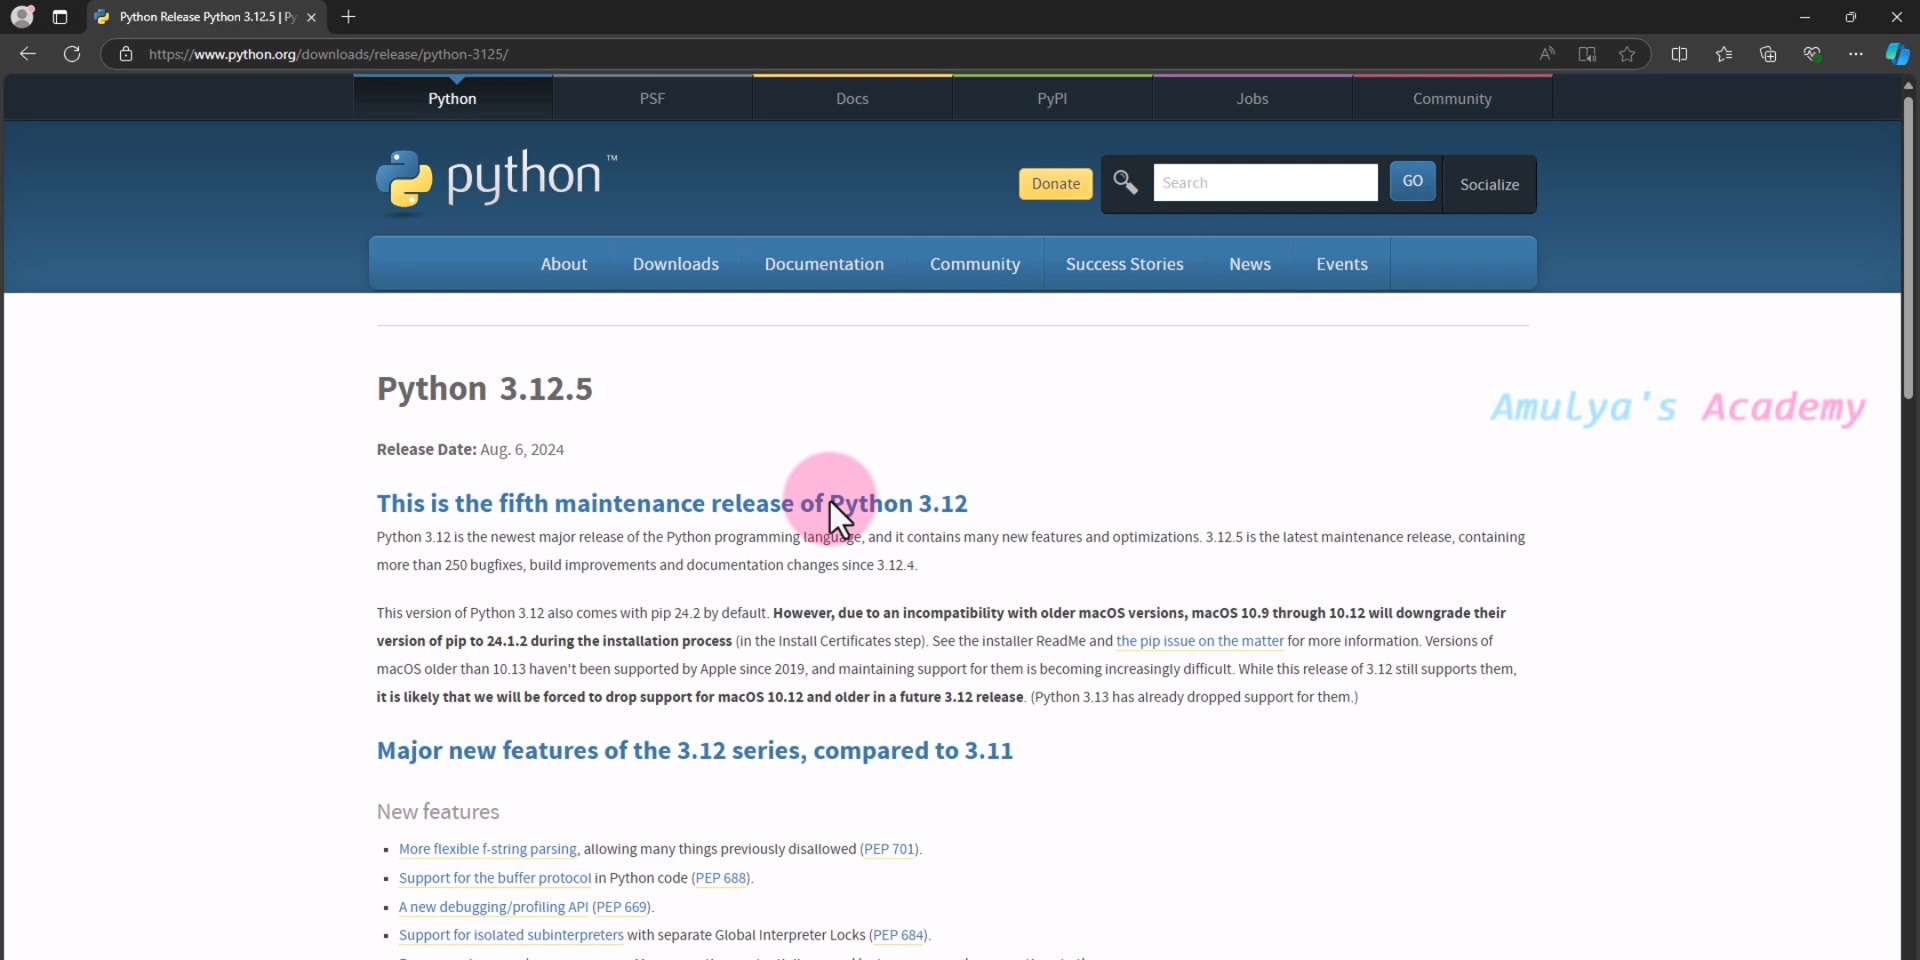 Python Release Python 3.12.5 | Py
https://www.python.org/downloads/release/python-3125/
Python PSF Docs PyPI Jobs Community
python™
Donate Search GO Socialize
About Downloads Documentation Community Success Stories News Events
Python 3.12.5
Amulya's Academy
Release Date: Aug. 6, 2024
This is the fifth maintenance release of Python 3.12
Python 3.12 is the newest major release of the Python programming language, and it contains many new features and optimizations. 3.12.5 is the latest maintenance release, containing
more than 250 bugfixes, build improvements and documentation changes since 3.12.4.
This version of Python 3.12 also comes with pip 24.2 by default. However, due to an incompatibility with older macOS versions, macOS 10.9 through 10.12 will downgrade their
version of pip to 24.1.2 during the installation process (in the Install Certificates step). See the installer ReadMe and the pip issue on the matter for more information. Versions of
macOS older than 10.13 haven't been supported by Apple since 2019, and maintaining support for them is becoming increasingly difficult. While this release of 3.12 still supports them,
it is likely that we will be forced to drop support for macOS 10.12 and older in a future 3.12 release. (Python 3.13 has already dropped support for them.)
Major new features of the 3.12 series, compared to 3.11
New features
More flexible f-string parsing, allowing many things previously disallowed (PEP 701).
Support for the buffer protocol in Python code (PEP 688).
A new debugging/profiling API (PEP 669).
Support for isolated subinterpreters with separate Global Interpreter Locks (PEP 684).